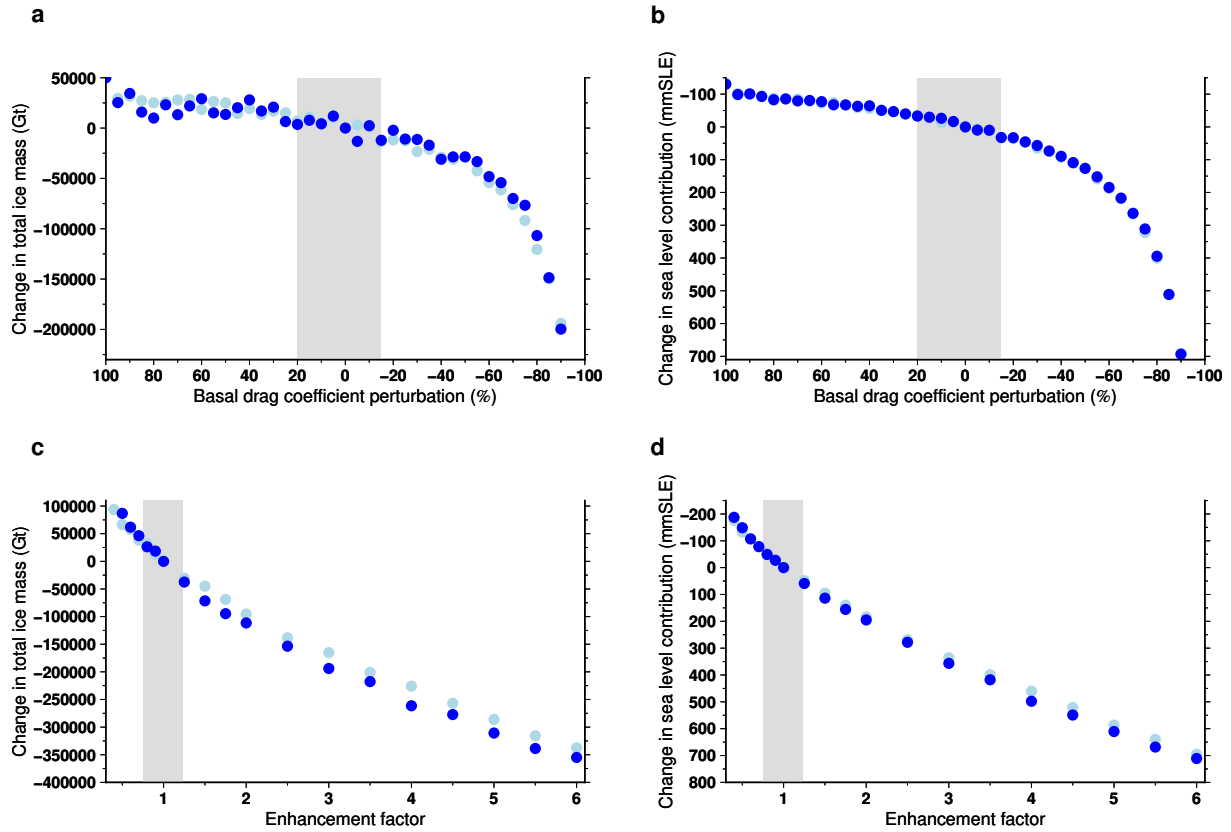 a
Change in total ice mass (Gt)
50000
0
−50000
−100000
−150000
−200000
100 80 60 40 20 0 −20 −40 −60 −80 −100
Basal drag coefficient perturbation (%)
b
Change in sea level contribution (mmSLE)
−100
0
100
200
300
400
500
600
700
100 80 60 40 20 0 −20 −40 −60 −80 −100
Basal drag coefficient perturbation (%)
c
Change in total ice mass (Gt)
100000
50000
0
−50000
−100000
−150000
−200000
−250000
−300000
−350000
−400000
1 2 3 4 5 6
Enhancement factor
d
Change in sea level contribution (mmSLE)
−200
−100
0
100
200
300
400
500
600
700
800
1 2 3 4 5 6
Enhancement factor